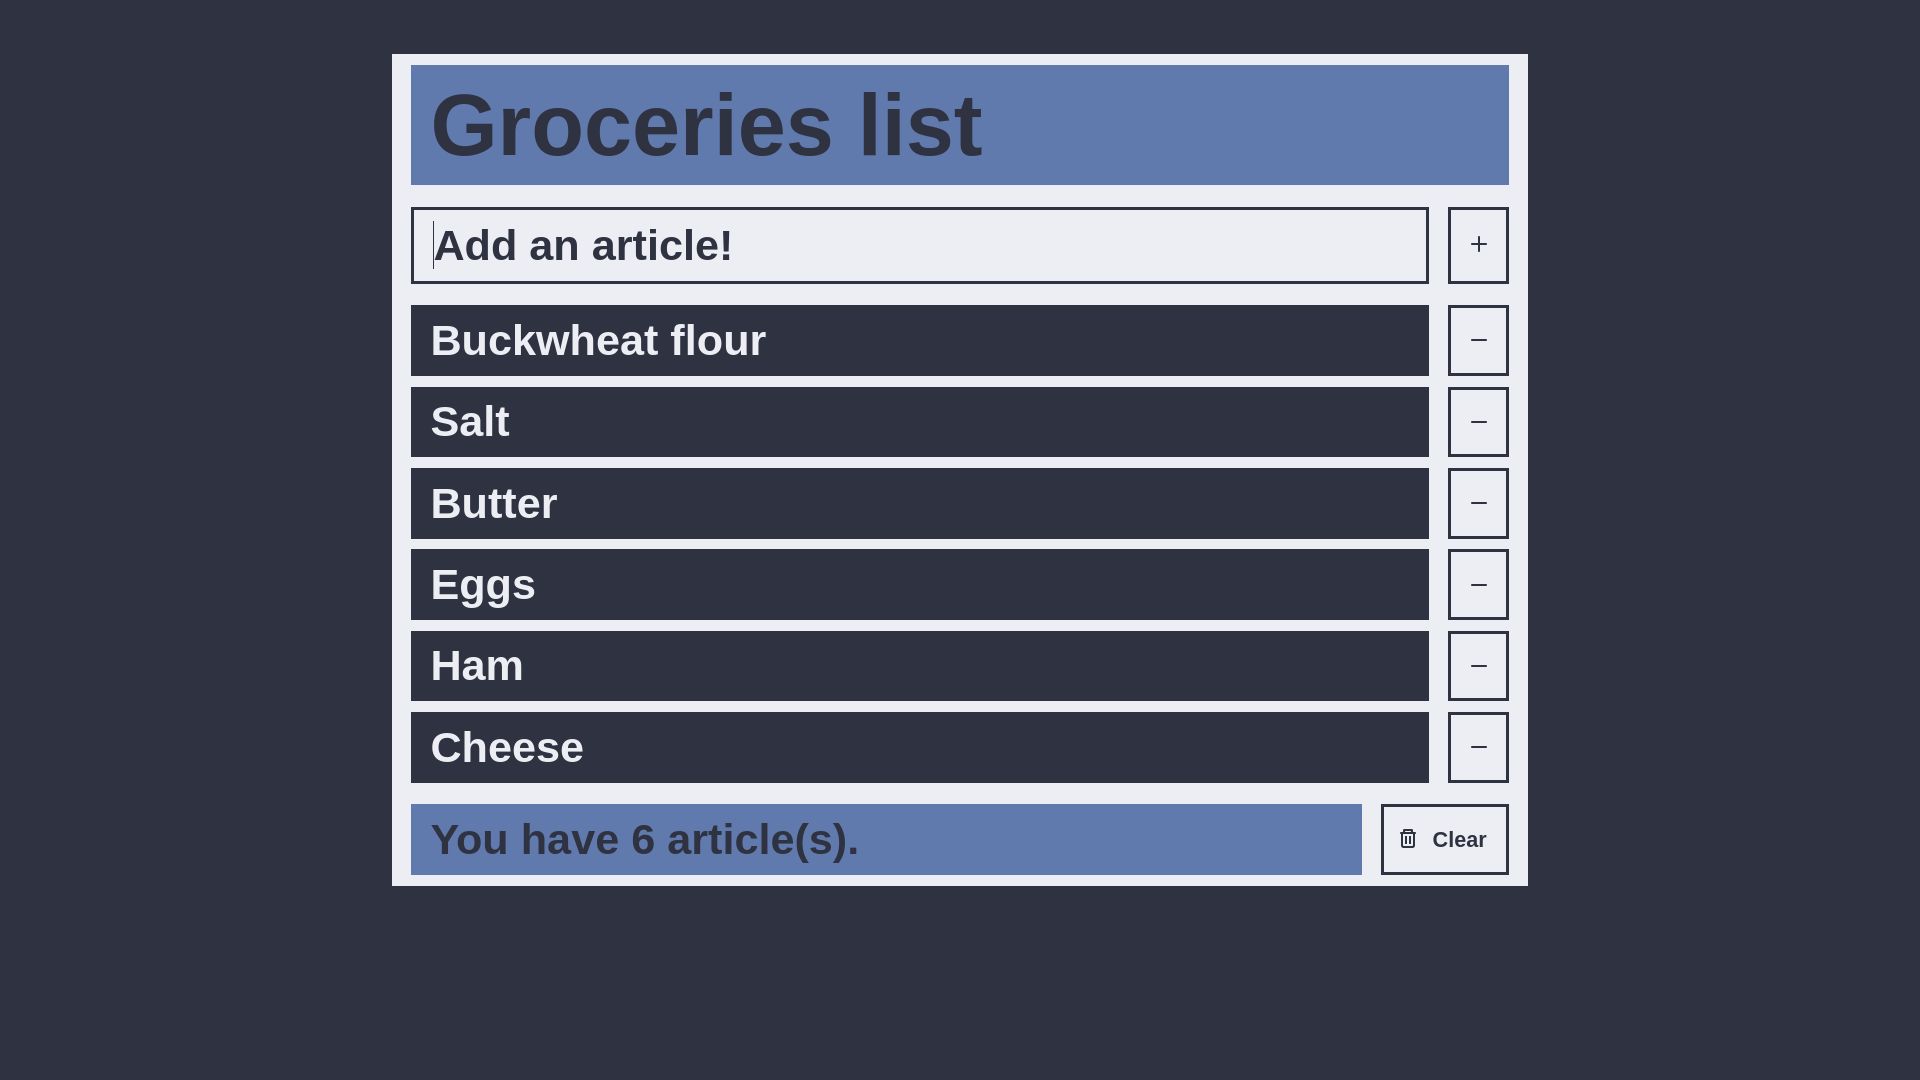 Groceries list
Add an article!
Buckwheat flour
Salt
Butter
Eggs
Ham
Cheese
You have 6 article(s).
Clear